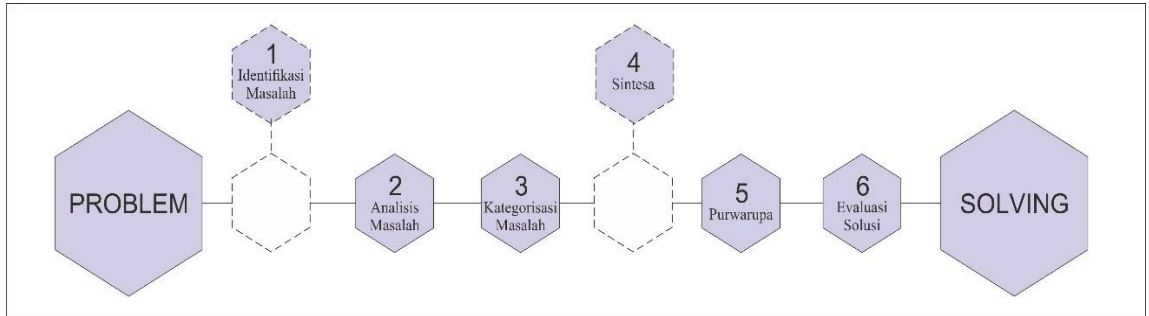 PROBLEM
1
Identifikasi
Masalah
2
Analisis
Masalah
3
Kategorisasi
Masalah
4
Sintesa
5
Purwarupa
6
Evaluasi
Solusi
SOLVING